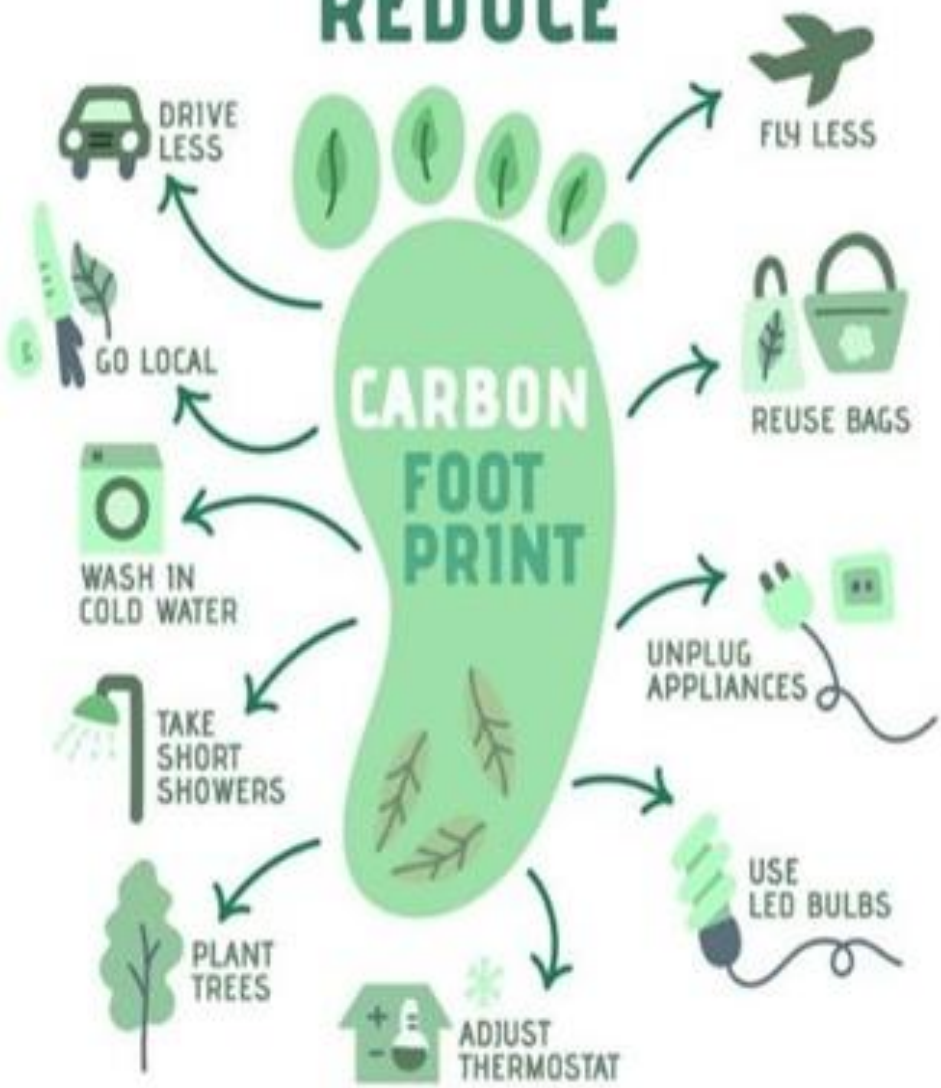 REDUCE
DRIVE
LESS
FLY LESS
GO LOCAL
REUSE BAGS
CARBON
FOOT
PRINT
WASH IN
COLD WATER
UNPLUG
APPLIANCES
TAKE
SHORT
SHOWERS
USE
LED BULBS
PLANT
TREES
ADJUST
THERMOSTAT